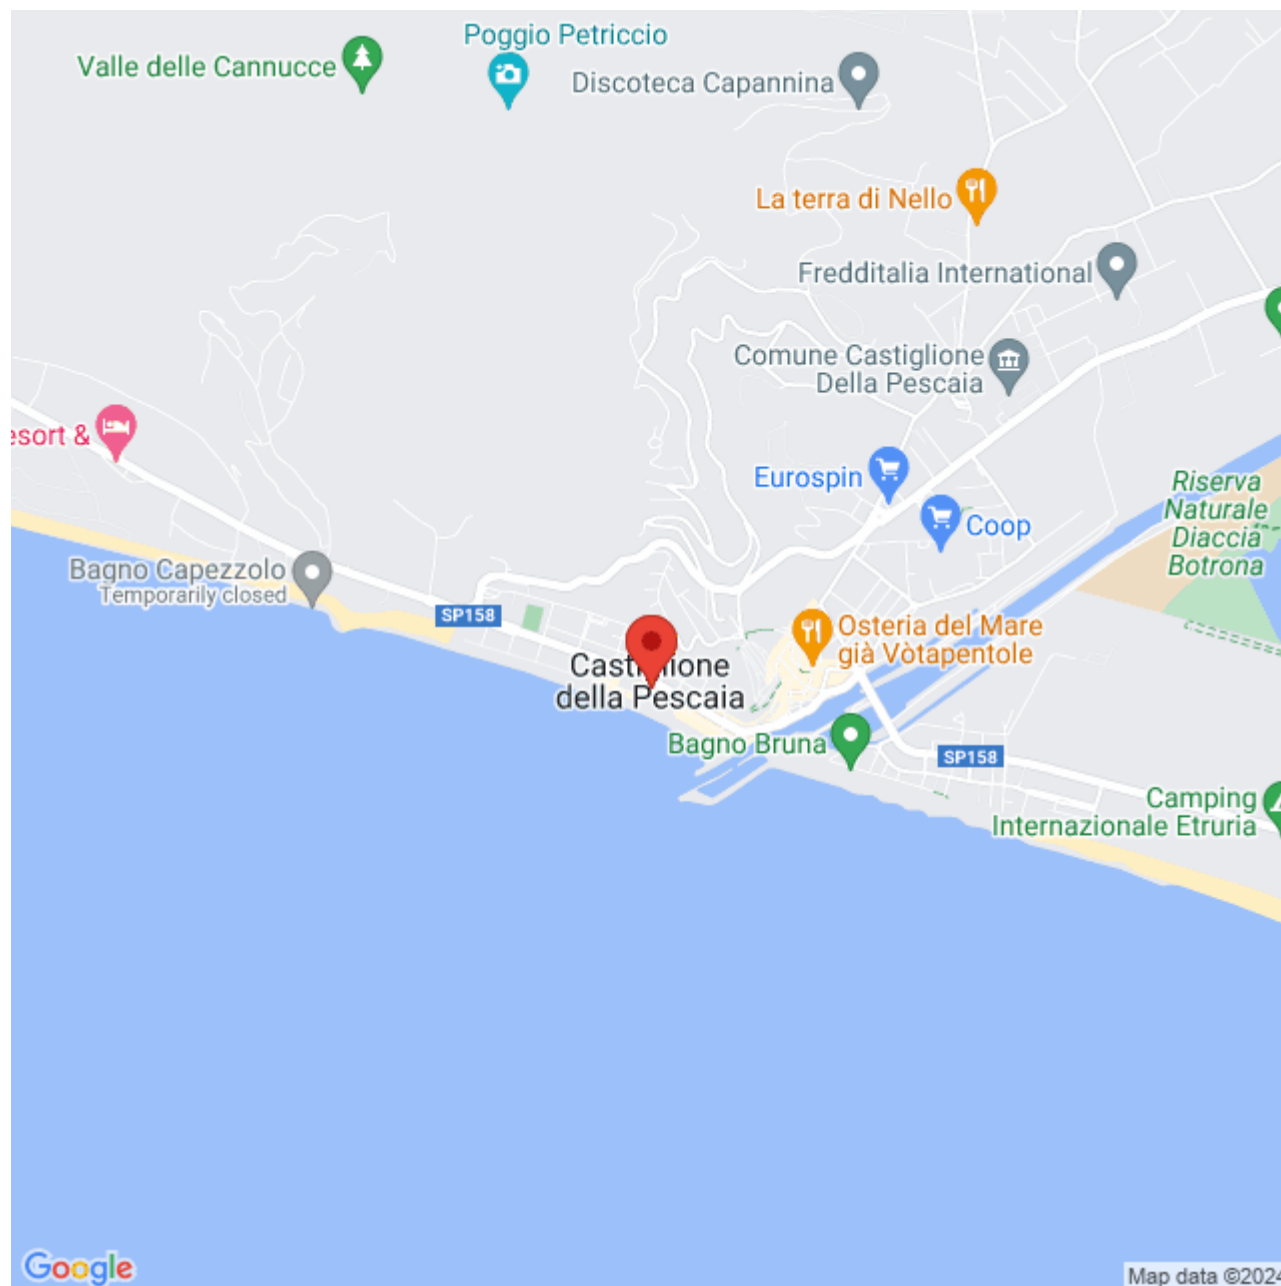 Poggio Petriccio
Valle delle Cannucce
Discoteca Capannina
La terra di Nello
Fredditalia International
Comune Castiglione
Della Pescaia
esort &
Eurospin
Riserva
Naturale
Diaccia
Botrona
Coop
Bagno Capezzolo
Temporarily closed
SP158
Osteria del Mare
già Vòtapentole
Castiglione
della Pescaia
Bagno Bruna
SP158
Camping
Internazionale Etruria
Google
Map data ©2024